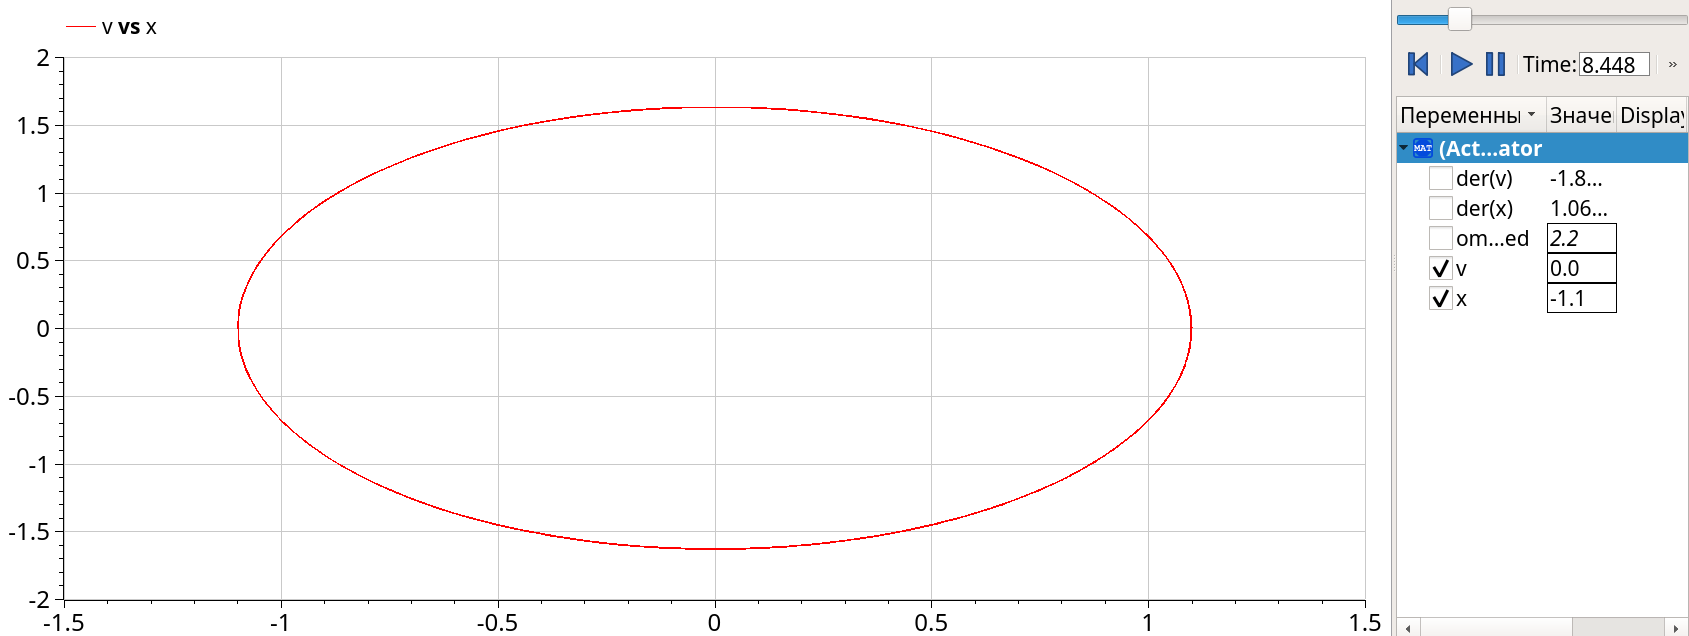 v vs x
2
1.5
1
0.5
0
-0.5
-1
-1.5
-2
-1.5 -1 -0.5 0 0.5 1 1.5
Time: 8.448 »
Переменны Значе Display
MAT (Act...ator
der(v) -1.8...
der(x) 1.06...
om...ed 2.2
v 0.0
x -1.1